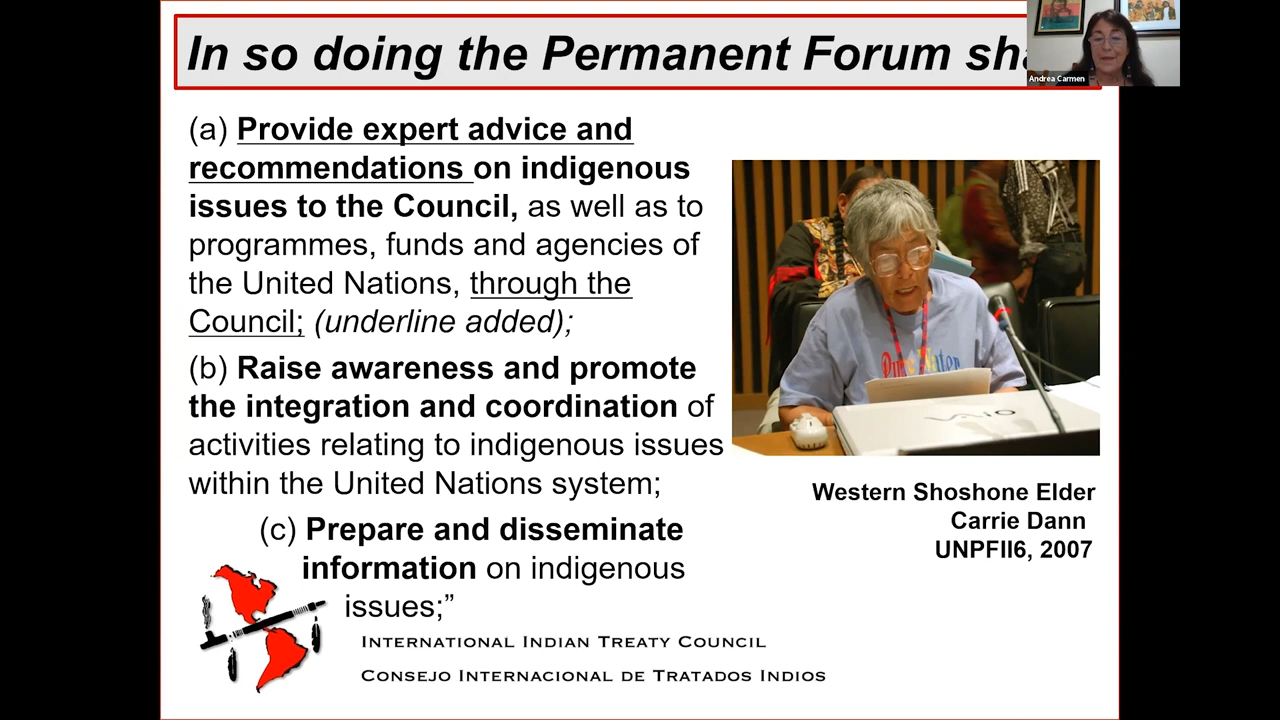 In so doing the Permanent Forum sha
Andrea Carmen
(a) Provide expert advice and
recommendations on indigenous
issues to the Council, as well as to
programmes, funds and agencies of
the United Nations, through the
Council; (underline added);
(b) Raise awareness and promote
the integration and coordination of
activities relating to indigenous issues
within the United Nations system;
(c) Prepare and disseminate
information on indigenous
issues;”
Pure Water
VAIO
Western Shoshone Elder
Carrie Dann
UNPFII6, 2007
International Indian Treaty Council
Consejo Internacional de Tratados Indios